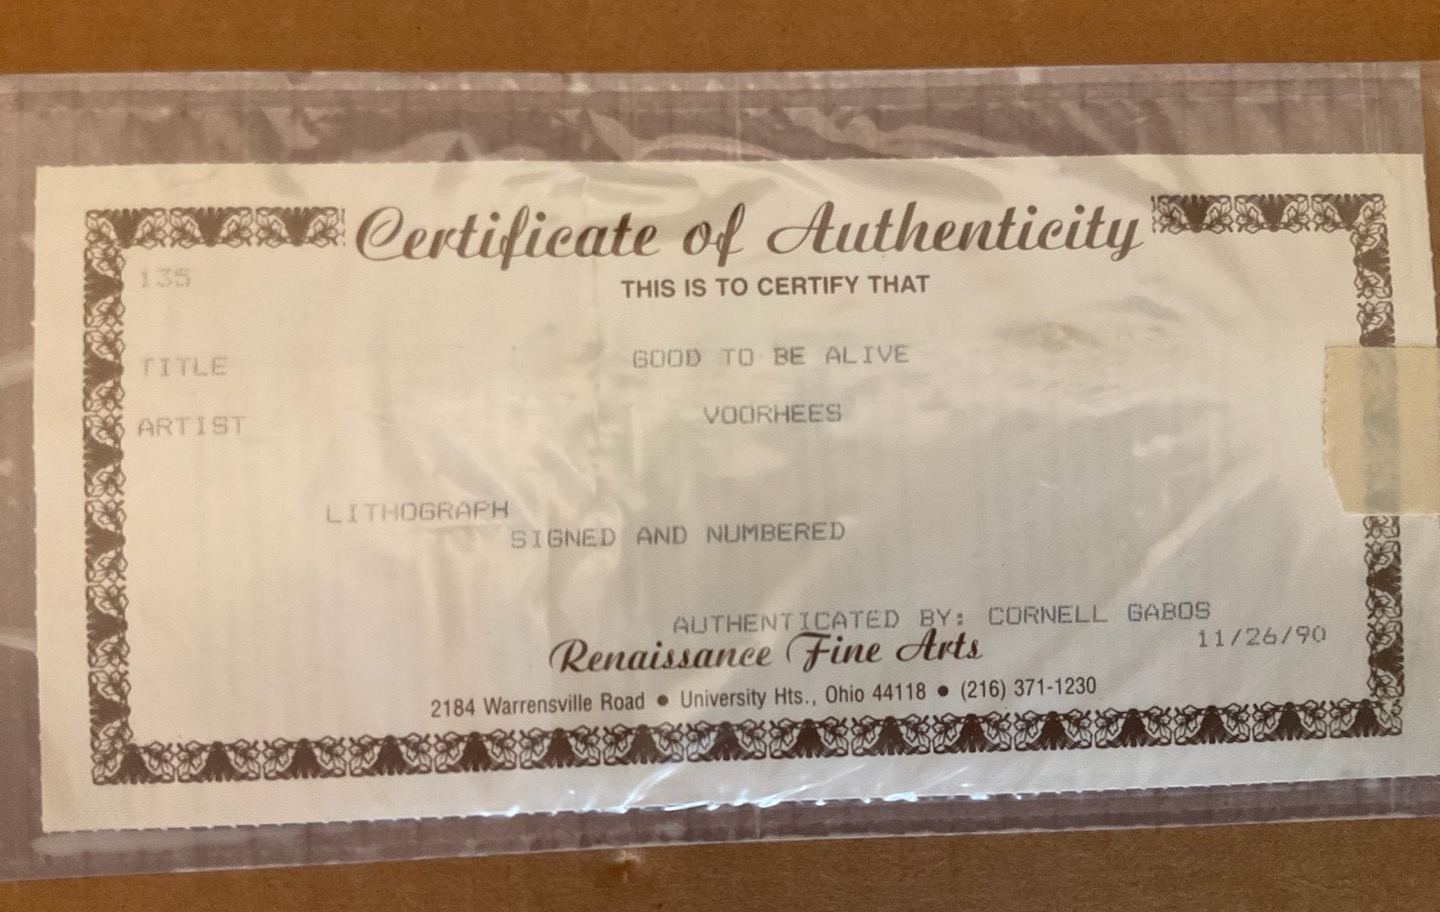 Certificate of Authenticity
135
THIS IS TO CERTIFY THAT
TITLE GOOD TO BE ALIVE
ARTIST VOORHEES
LITHOGRAPH
SIGNED AND NUMBERED
AUTHENTICATED BY: CORNELL GABOS
11/26/90
Renaissance Fine Arts
2184 Warrensville Road • University Hts., Ohio 44118 • (216) 371-1230